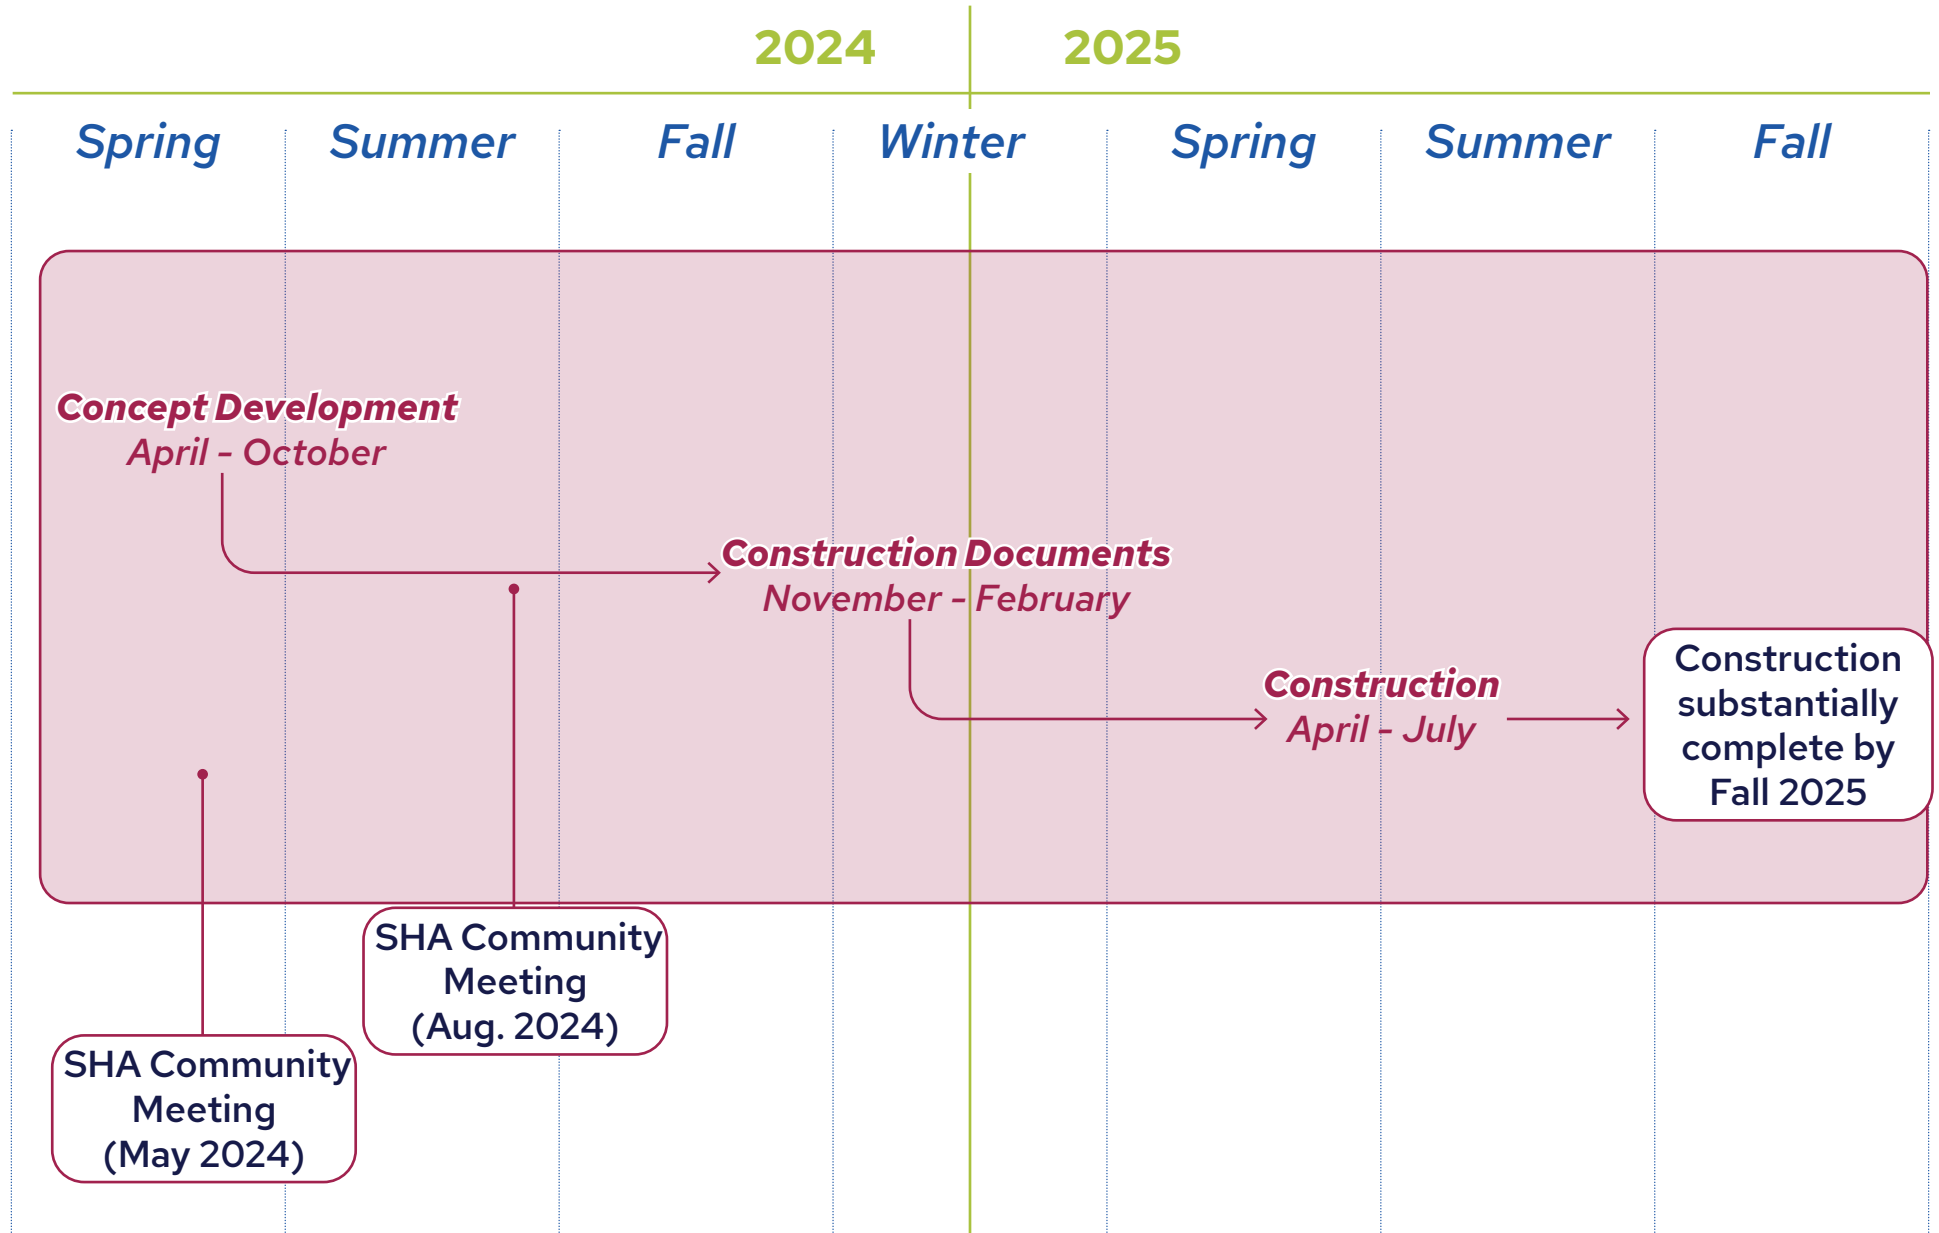 2024
2025
Spring
Summer
Fall
Winter
Spring
Summer
Fall
Concept Development
April - October
Construction Documents
November - February
Construction
April - July
Construction
substantially
complete by
Fall 2025
SHA Community
Meeting
(Aug. 2024)
SHA Community
Meeting
(May 2024)